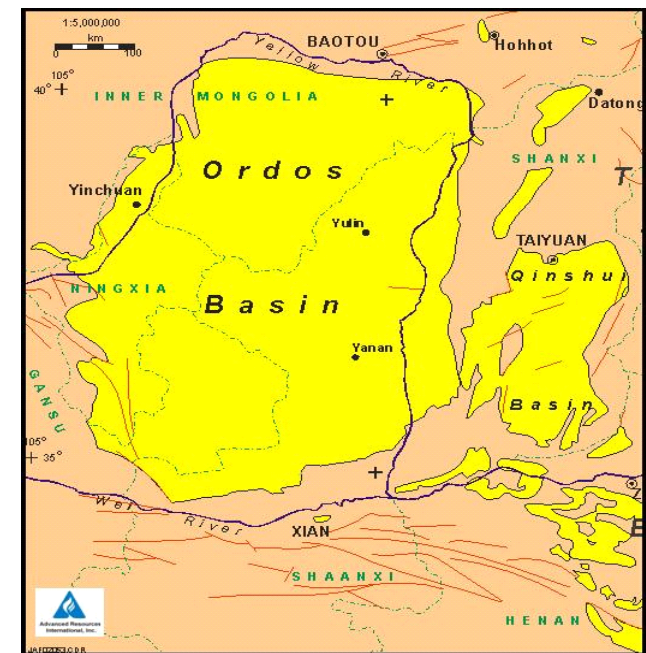 1:5,000,000
km
0 100
BAOTOU
Hohhot
Yellow River
105°
40°
INNER MONGOLIA
Datong
SHANXI
Ordos
T
Yinchuan
Yulin
TAIYUAN
Qinshui
NINGXIA
Basin
Yanan
GANSU
Basin
105°
35°
Wei River
XIAN
Z
E
SHAANXI
HENAN
Advanced Resources
International, Inc.